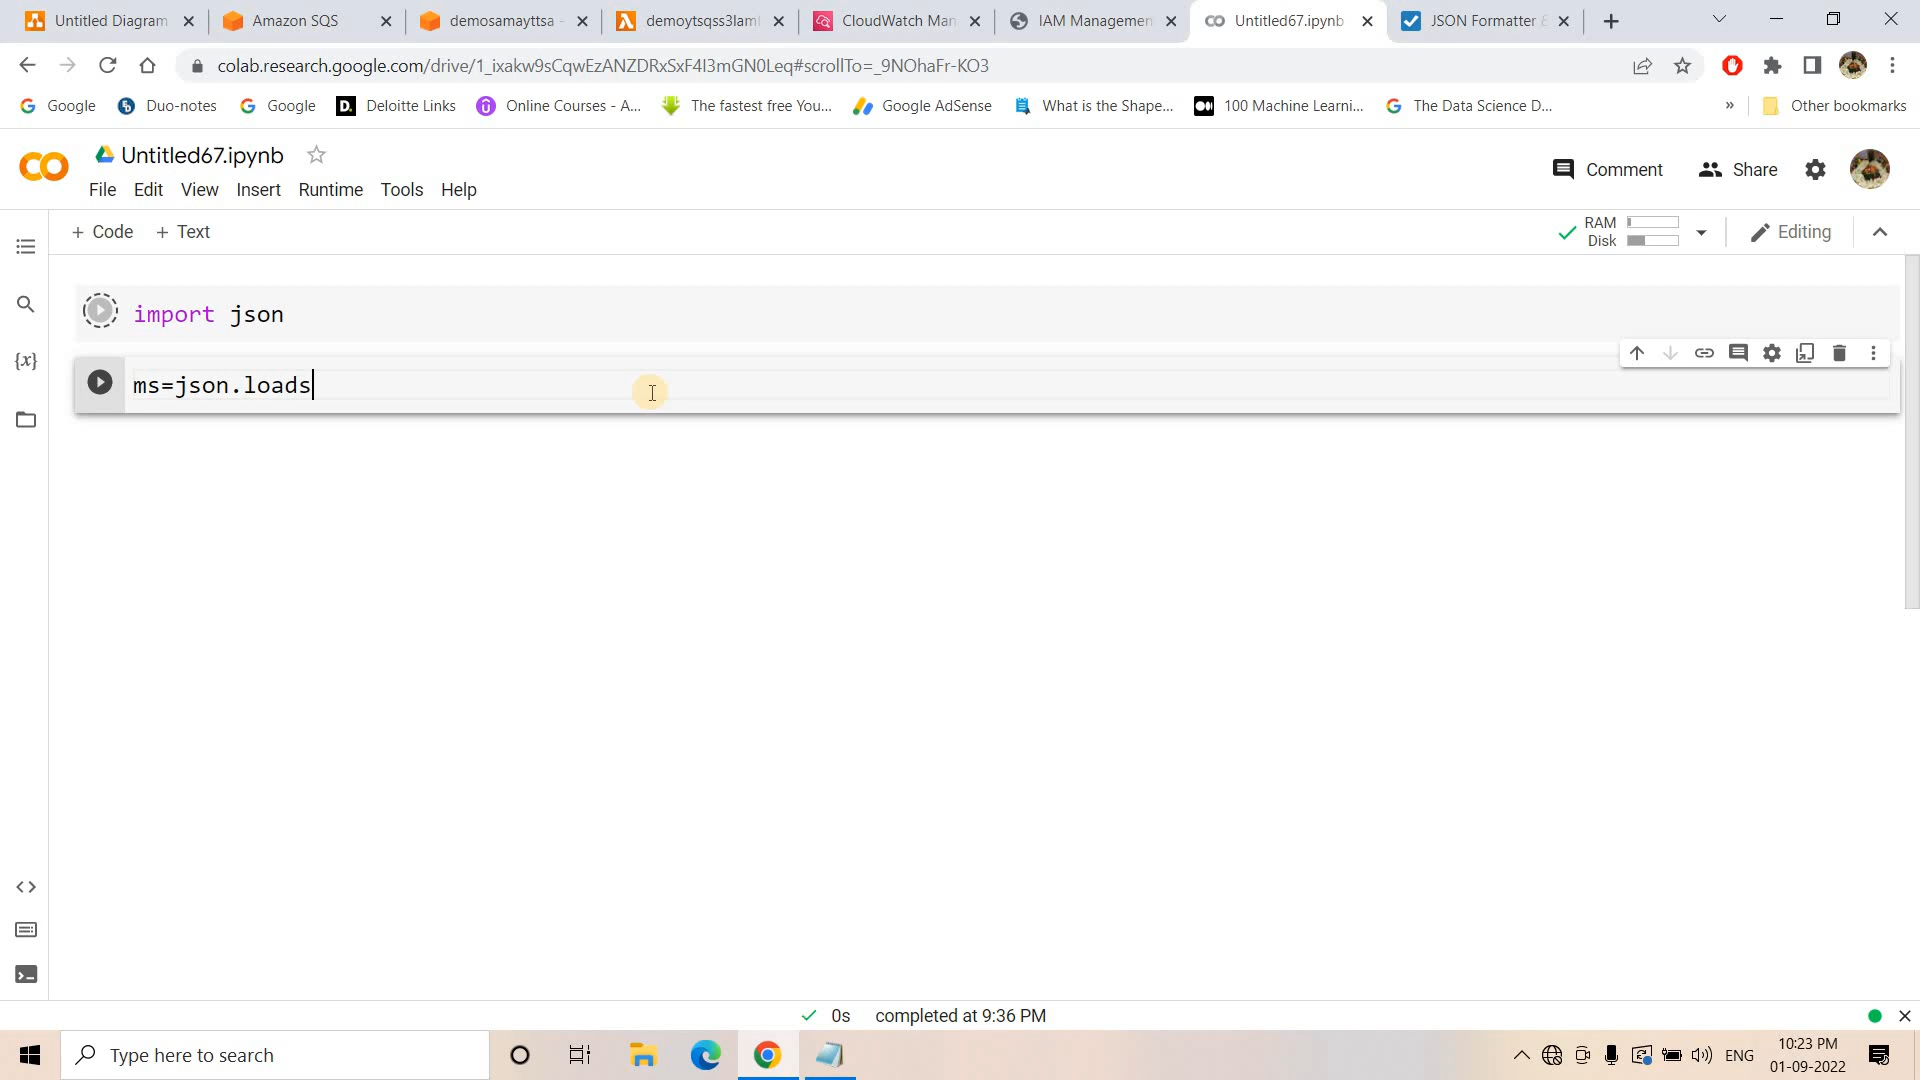 Untitled Diagram
Amazon SQS
demosamayttsa -
demoytsqss3lam
CloudWatch Man
IAM Managemen
Untitled67.ipynb
JSON Formatter &
colab.research.google.com/drive/1_ixakw9sCqwEzANZDRxSxF4I3mGN0Leq#scrollTo=_9NOhaFr-KO3
Google
Duo-notes
Google
Deloitte Links
Online Courses - A...
The fastest free You...
Google AdSense
What is the Shape...
100 Machine Learni...
The Data Science D...
»
Other bookmarks
Untitled67.ipynb
Comment
Share
File Edit View Insert Runtime Tools Help
+ Code + Text
RAM
Disk
Editing
import json
{x}
ms=json.loads
0s completed at 9:36 PM
Type here to search
ENG
10:23 PM
01-09-2022